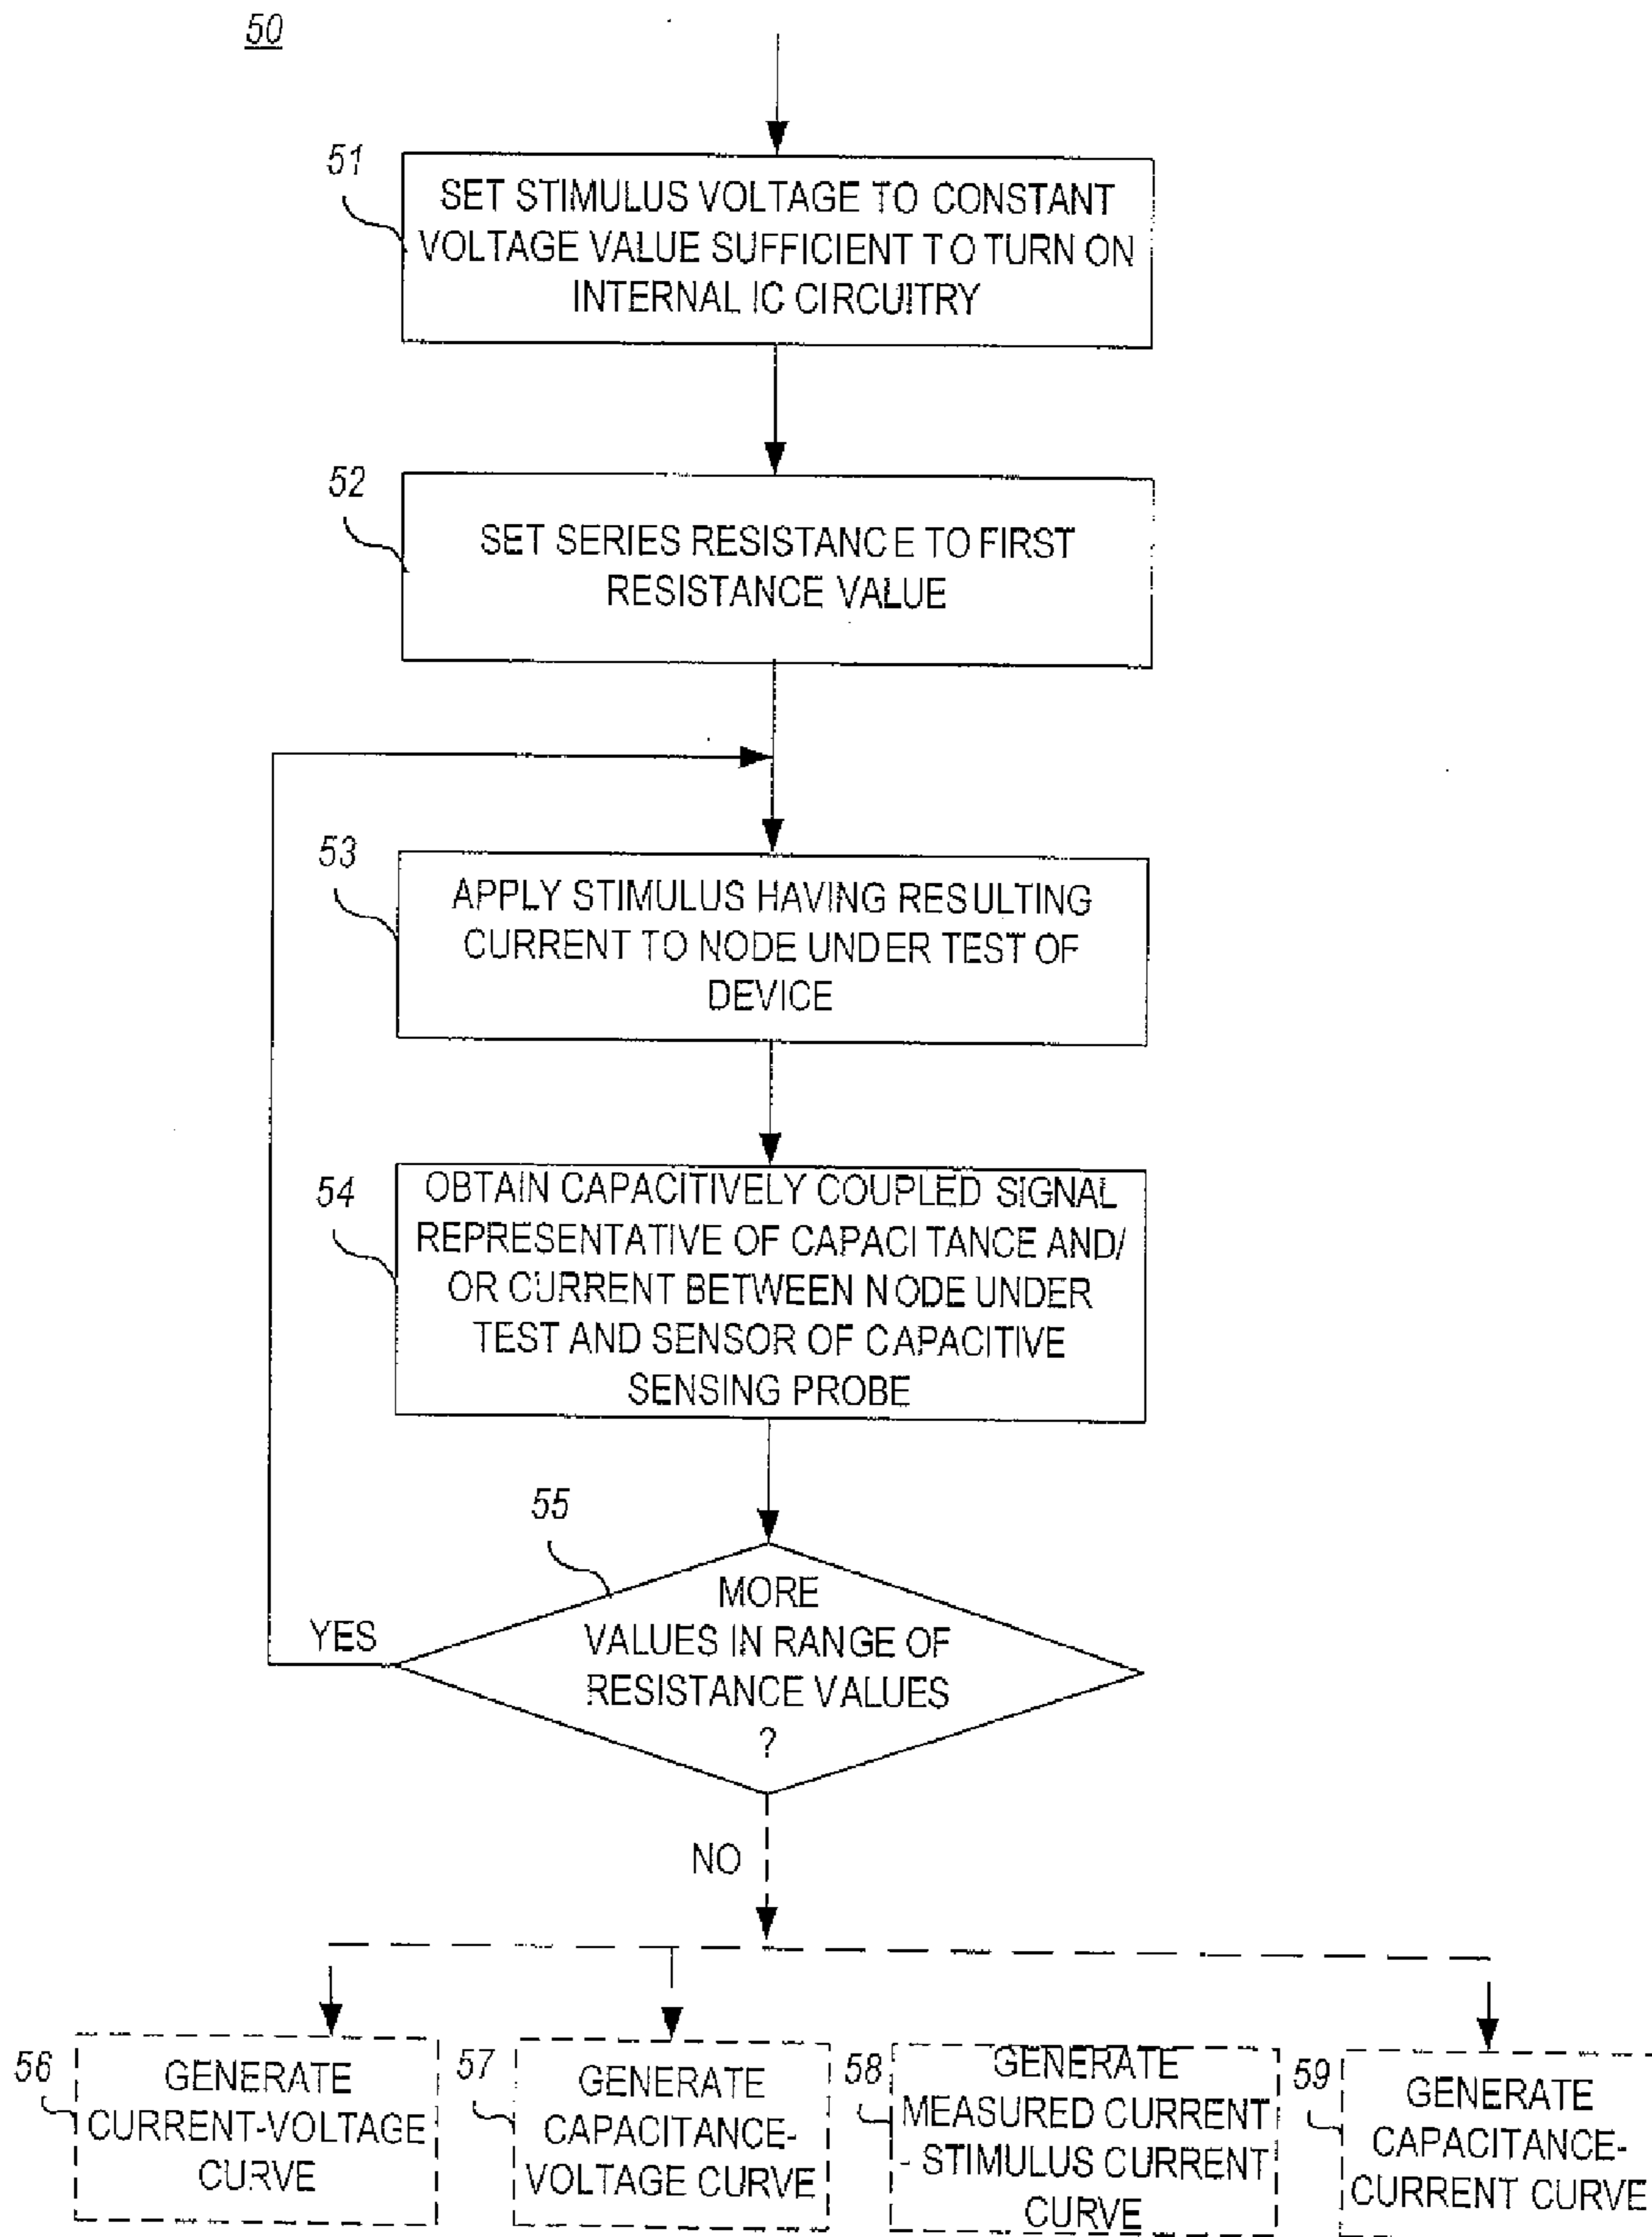 50
51
SET STIMULUS VOLTAGE TO CONSTANT
VOLTAGE VALUE SUFFICIENT TO TURN ON
INTERNAL IC CIRCUITRY
52
SET SERIES RESISTANCE TO FIRST
RESISTANCE VALUE
53
APPLY STIMULUS HAVING RESULTING
CURRENT TO NODE UNDER TEST OF
DEVICE
54
OBTAIN CAPACITIVELY COUPLED SIGNAL
REPRESENTATIVE OF CAPACITANCE AND/
OR CURRENT BETWEEN NODE UNDER
TEST AND SENSOR OF CAPACITIVE
SENSING PROBE
55
MORE
VALUES IN RANGE OF
RESISTANCE VALUES
?
YES
NO
56
GENERATE
CURRENT-VOLTAGE
CURVE
57
GENERATE
CAPACITANCE-
VOLTAGE CURVE
58
GENERATE
MEASURED CURRENT
- STIMULUS CURRENT
CURVE
59
GENERATE
CAPACITANCE-
CURRENT CURVE